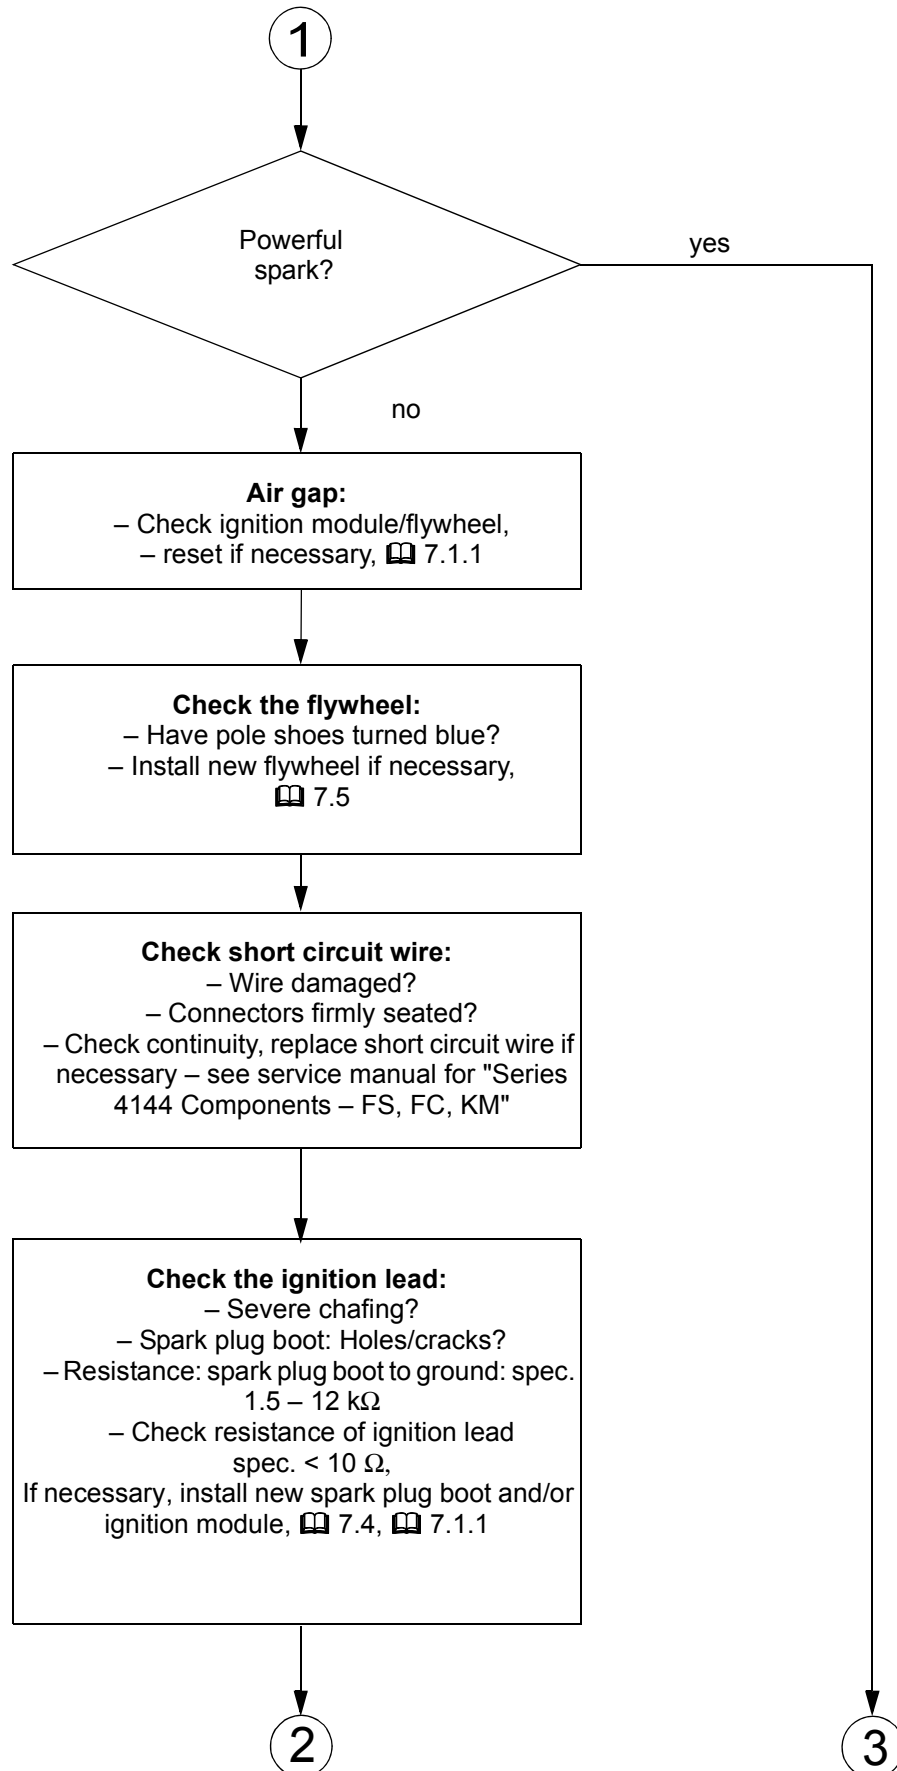 1
Powerful
spark?
yes
no
Air gap:
– Check ignition module/flywheel,
– reset if necessary, 🕮 7.1.1
Check the flywheel:
– Have pole shoes turned blue?
– Install new flywheel if necessary,
🕮 7.5
Check short circuit wire:
– Wire damaged?
– Connectors firmly seated?
– Check continuity, replace short circuit wire if
necessary – see service manual for "Series
4144 Components – FS, FC, KM"
Check the ignition lead:
– Severe chafing?
– Spark plug boot: Holes/cracks?
– Resistance: spark plug boot to ground: spec.
1.5 – 12 kΩ
– Check resistance of ignition lead
spec. < 10 Ω,
If necessary, install new spark plug boot and/or
ignition module, 🕮 7.4, 🕮 7.1.1
2
3